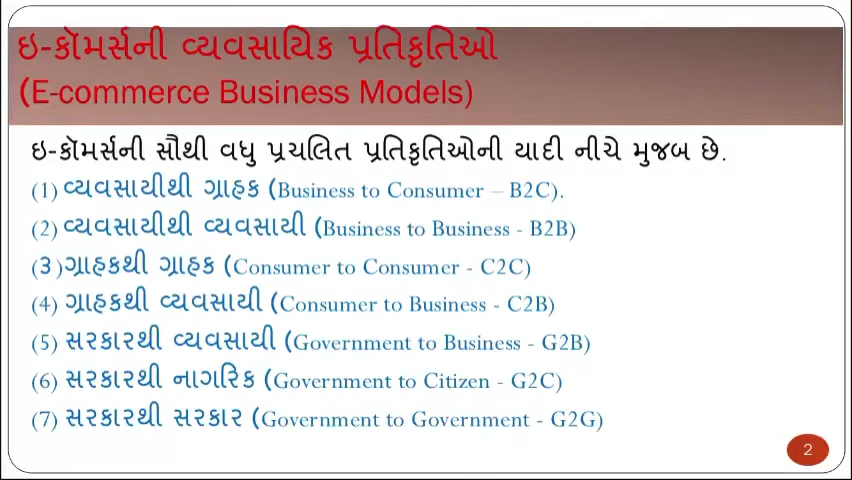 ઇ-કૉમર્સની વ્યવસાયિક પ્રતિકૃતિઓ
(E-commerce Business Models)
ઇ-કૉમર્સની સૌથી વધુ પ્રચલિત પ્રતિકૃતિઓની યાદી નીચે મુજબ છે.
(1) વ્યવસાયીથી ગ્રાહક (Business to Consumer – B2C).
(2) વ્યવસાયીથી વ્યવસાયી (Business to Business - B2B)
(૩)ગ્રાહકથી ગ્રાહક (Consumer to Consumer - C2C)
(4) ગ્રાહકથી વ્યવસાયી (Consumer to Business - C2B)
(5) સરકારથી વ્યવસાયી (Government to Business - G2B)
(6) સરકારથી નાગરિક (Government to Citizen - G2C)
(7) સરકારથી સરકાર (Government to Government - G2G)
2